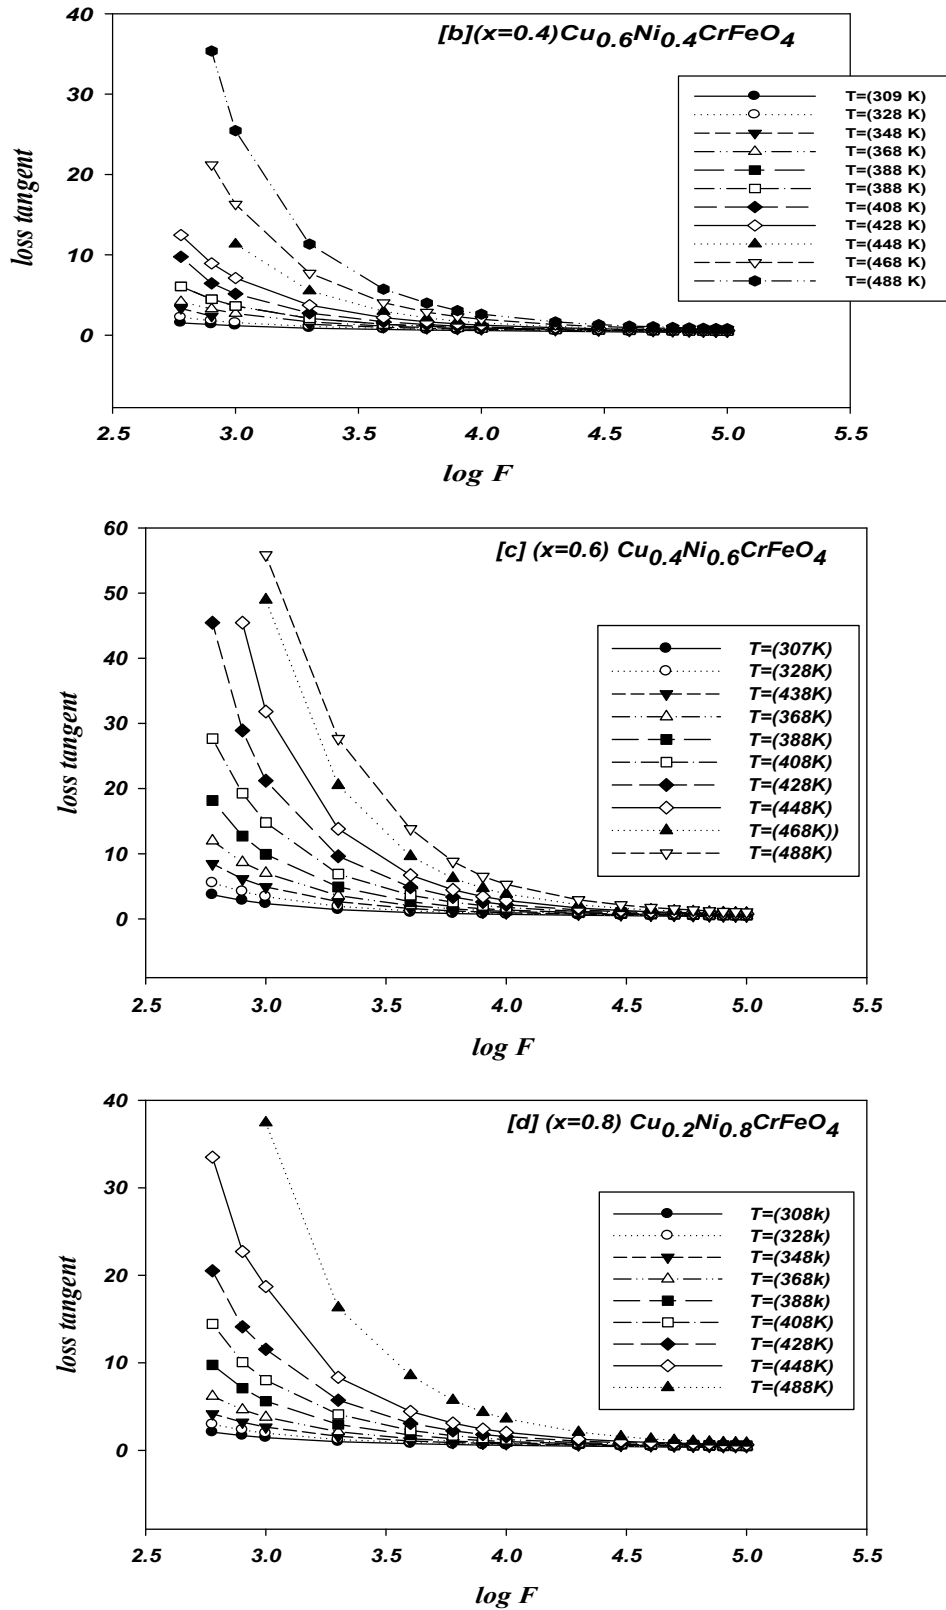 40
[b](x=0.4)Cu0.6Ni0.4CrFeO4
30
20
10
0
loss tangent
T=(309 K)
T=(328 K)
T=(348 K)
T=(368 K)
T=(388 K)
T=(388 K)
T=(408 K)
T=(428 K)
T=(448 K)
T=(468 K)
T=(488 K)
2.5 3.0 3.5 4.0 4.5 5.0 5.5
log F
60
[c] (x=0.6) Cu0.4Ni0.6CrFeO4
50
40
30
20
10
0
loss tangent
T=(307K)
T=(328K)
T=(438K)
T=(368K)
T=(388K)
T=(408K)
T=(428K)
T=(448K)
T=(468K))
T=(488K)
2.5 3.0 3.5 4.0 4.5 5.0 5.5
log F
40
[d] (x=0.8) Cu0.2Ni0.8CrFeO4
30
20
10
0
loss tangent
T=(308k)
T=(328k)
T=(348k)
T=(368k)
T=(388k)
T=(408K)
T=(428K)
T=(448K)
T=(488K)
2.5 3.0 3.5 4.0 4.5 5.0 5.5
log F